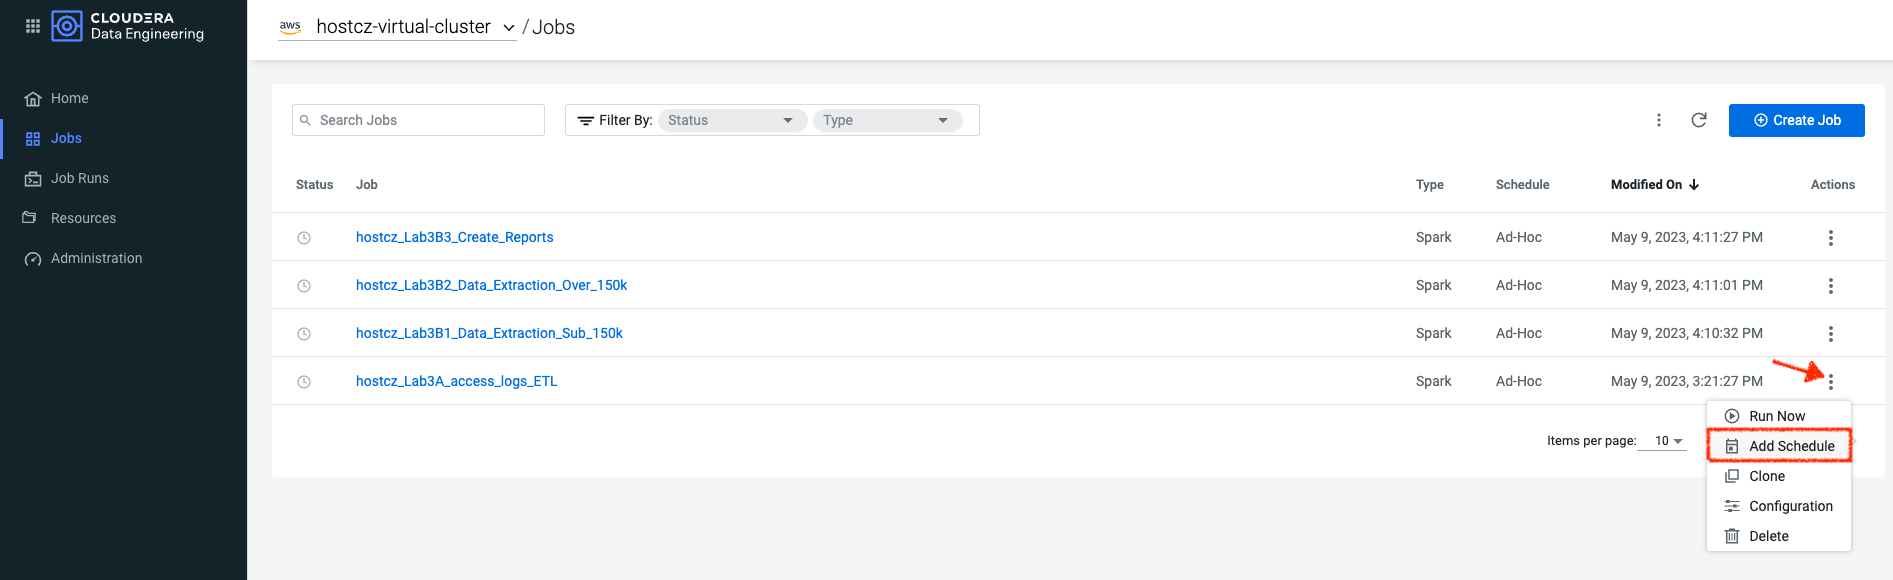 CLOUDERA
Data Engineering
aws hostcz-virtual-cluster / Jobs
Home
Jobs
Job Runs
Resources
Administration
Search Jobs
Filter By: Status Type
Create Job
Status Job Type Schedule Modified On Actions
hostcz_Lab3B3_Create_Reports Spark Ad-Hoc May 9, 2023, 4:11:27 PM
hostcz_Lab3B2_Data_Extraction_Over_150k Spark Ad-Hoc May 9, 2023, 4:11:01 PM
hostcz_Lab3B1_Data_Extraction_Sub_150k Spark Ad-Hoc May 9, 2023, 4:10:32 PM
hostcz_Lab3A_access_logs_ETL Spark Ad-Hoc May 9, 2023, 3:21:27 PM
Items per page: 10
Run Now
Add Schedule
Clone
Configuration
Delete